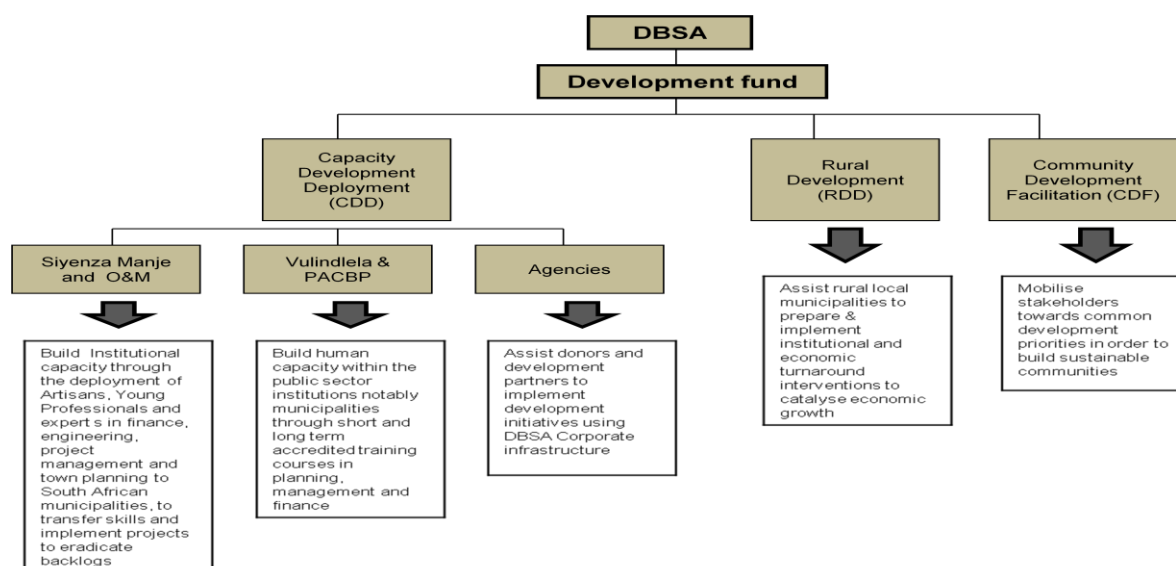 DBSA
Development fund
Capacity
Development
Deployment
(CDD)
Rural
Development
(RDD)
Community
Development
Facilitation (CDF)
Siyenza Manje
and O&M
Vulindlela &
PACBP
Agencies
Build Institutional
capacity through
the deployment of
Artisans, Young
Professionals and
experts in finance,
engineering,
project
management and
town planning to
South African
municipalities, to
transfer skills and
implement projects
to eradicate
backlogs
Build human
capacity within the
public sector
institutions notably
municipalities
through short and
long term
accredited training
courses in
planning,
management and
finance
Assist donors and
development
partners to
implement
development
initiatives using
DBSA Corporate
infrastructure
Assist rural local
municipalities to
prepare &
implement
institutional and
economic
turnaround
interventions to
catalyse economic
growth
Mobilise
stakeholders
towards common
development
priorities in order to
build sustainable
communities